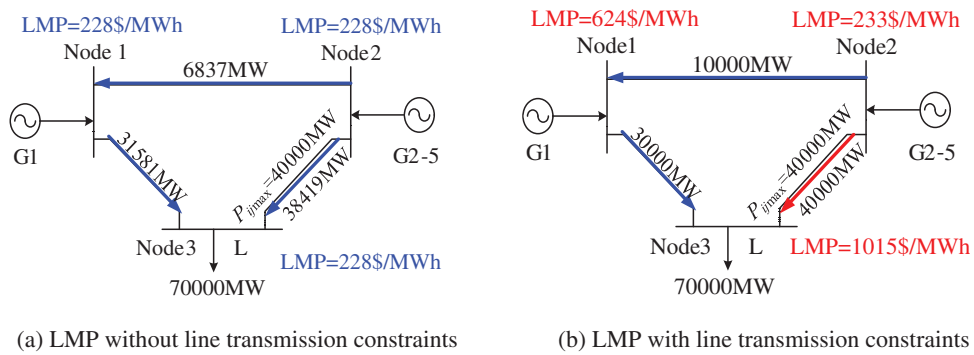 LMP=228$/MWh
LMP=228$/MWh
Node 1
Node2
6837MW
G1
G2-5
31581MW
P_ijmax=40000MW
38419MW
Node3
L
LMP=228$/MWh
70000MW
(a) LMP without line transmission constraints
LMP=624$/MWh
LMP=233$/MWh
Node1
Node2
10000MW
G1
G2-5
30000MW
P_ijmax=40000MW
40000MW
Node3
L
LMP=1015$/MWh
70000MW
(b) LMP with line transmission constraints